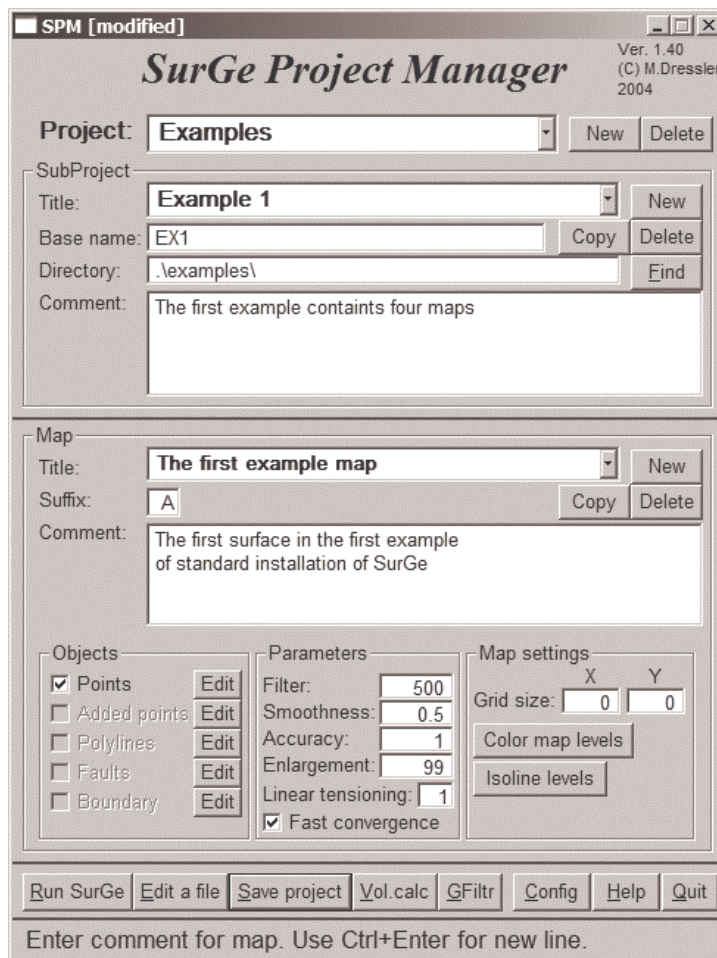 SPM [modified]
SurGe Project Manager
Ver. 1.40
(C) M.Dressler
2004
Project: Examples New Delete
SubProject
Title: Example 1 New
Base name: EX1 Copy Delete
Directory: .\examples\ Find
Comment: The first example containts four maps
Map
Title: The first example map New
Suffix: A Copy Delete
Comment: The first surface in the first example
of standard installation of SurGe
Objects
Points Edit
Added points Edit
Polylines Edit
Faults Edit
Boundary Edit
Parameters
Filter: 500
Smoothness: 0.5
Accuracy: 1
Enlargement: 99
Linear tensioning: 1
Fast convergence
Map settings
X Y
Grid size: 0 0
Color map levels
Isoline levels
Run SurGe Edit a file Save project Vol.calc GFiltr Config Help Quit
Enter comment for map. Use Ctrl+Enter for new line.